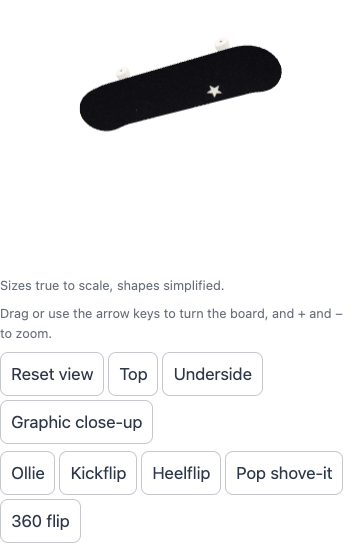 Sizes true to scale, shapes simplified.
Drag or use the arrow keys to turn the board, and + and –
to zoom.
Reset view
Top
Underside
Graphic close-up
Ollie
Kickflip
Heelflip
Pop shove-it
360 flip